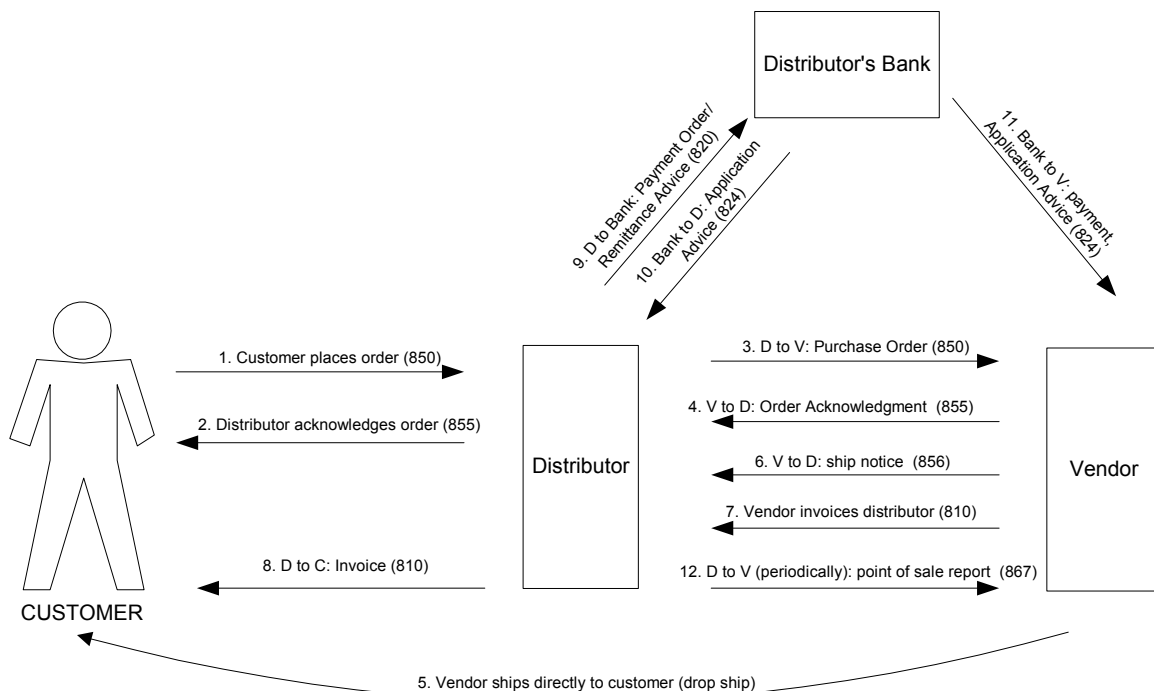 Distributor's Bank
9. D to Bank: Payment Order/
Remittance Advice (820)
10. Bank to D: Application
Advice (824)
11. Bank to V: payment,
Application Advice (824)
1. Customer places order (850)
2. Distributor acknowledges order (855)
3. D to V: Purchase Order (850)
4. V to D: Order Acknowledgment (855)
Distributor
6. V to D: ship notice (856)
Vendor
7. Vendor invoices distributor (810)
8. D to C: Invoice (810)
12. D to V (periodically): point of sale report (867)
CUSTOMER
5. Vendor ships directly to customer (drop ship)